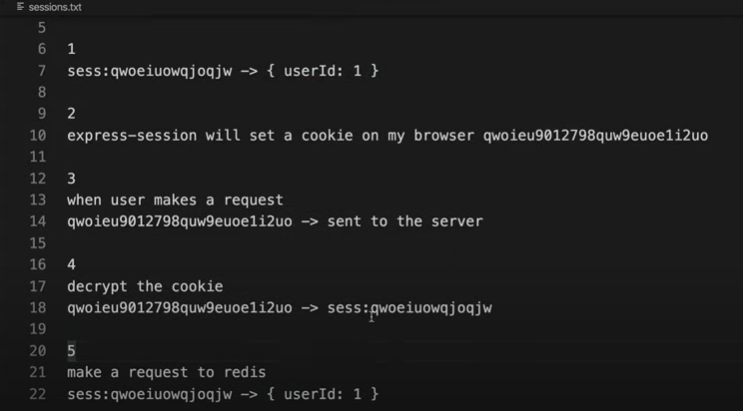 sessions.txt
5
6 1
7 sess:qwoeiuowqjoqjw -> { userId: 1 }
8
9 2
10 express-session will set a cookie on my browser qwoieu9012798quw9euoe1i2uo
11
12 3
13 when user makes a request
14 qwoieu9012798quw9euoe1i2uo -> sent to the server
15
16 4
17 decrypt the cookie
18 qwoieu9012798quw9euoe1i2uo -> sess:qwoeiuowqjoqjw
19
20 5
21 make a request to redis
22 sess:qwoeiuowqjoqjw -> { userId: 1 }